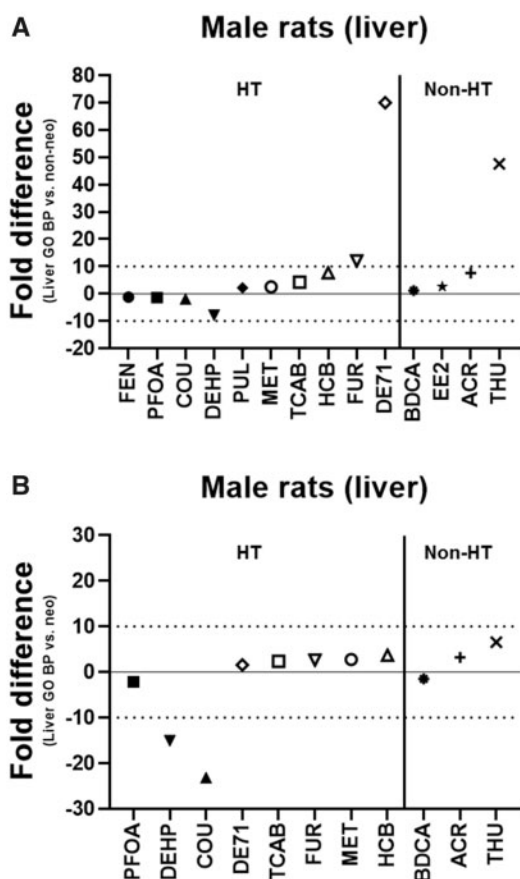 A
Male rats (liver)
Fold difference
(Liver GO BP vs. non-neo)
80
70
60
50
40
30
20
10
0
-10
-20
HT
Non-HT
FEN
PFOA
COU
DEHP
PUL
MET
TCAB
HCB
FUR
DE71
BDCA
EE2
ACR
THU
B
Male rats (liver)
Fold difference
(Liver GO BP vs. neo)
30
20
10
0
-10
-20
-30
HT
Non-HT
PFOA
DEHP
COU
DE71
TCAB
FUR
MET
HCB
BDCA
ACR
THU